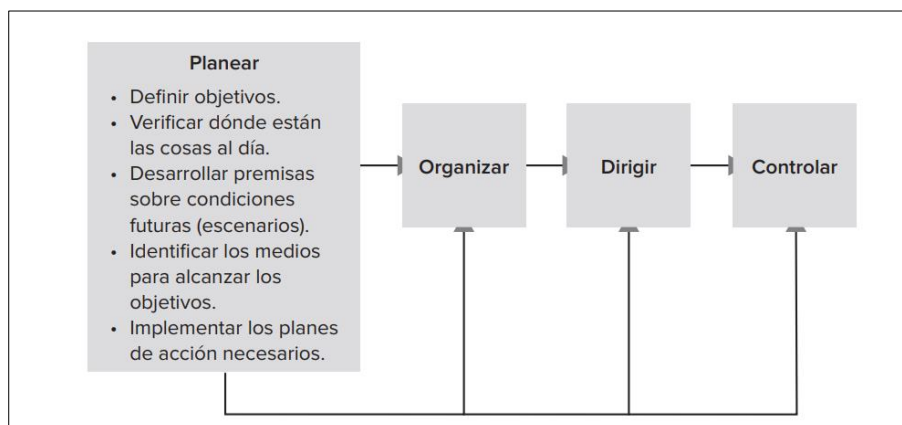 Planear
• Definir objetivos.
• Verificar dónde están
las cosas al día.
• Desarrollar premisas
sobre condiciones
futuras (escenarios).
• Identificar los medios
para alcanzar los
objetivos.
• Implementar los planes
de acción necesarios.
Organizar
Dirigir
Controlar